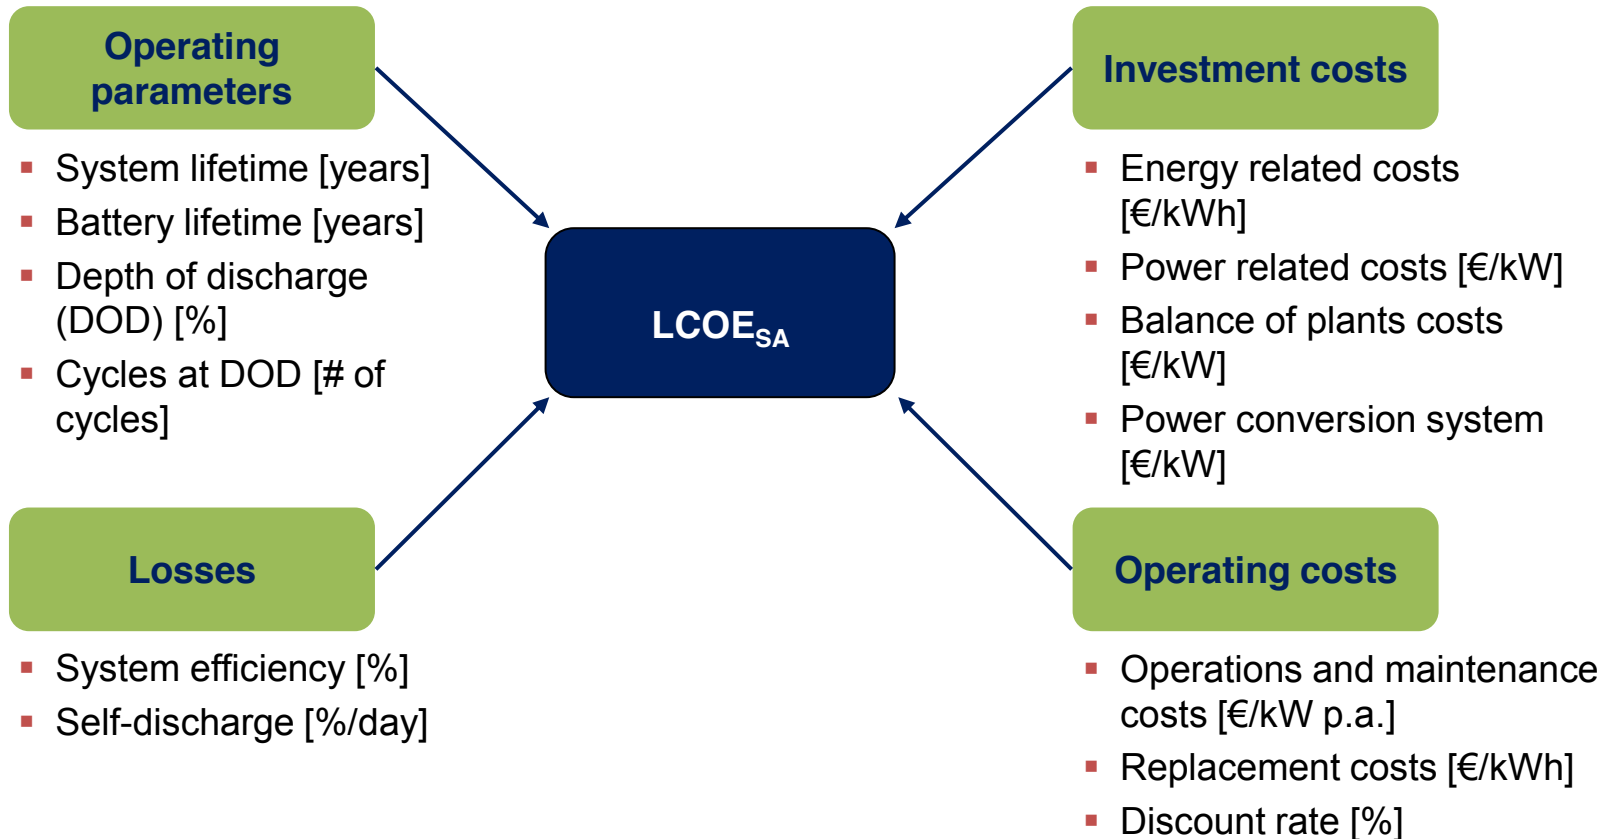 Operating
parameters
▪ System lifetime [years]
▪ Battery lifetime [years]
▪ Depth of discharge
(DOD) [%]
▪ Cycles at DOD [# of
cycles]
Losses
▪ System efficiency [%]
▪ Self-discharge [%/day]
LCOE_SA
Investment costs
▪ Energy related costs
[€/kWh]
▪ Power related costs [€/kW]
▪ Balance of plants costs
[€/kW]
▪ Power conversion system
[€/kW]
Operating costs
▪ Operations and maintenance
costs [€/kW p.a.]
▪ Replacement costs [€/kWh]
▪ Discount rate [%]